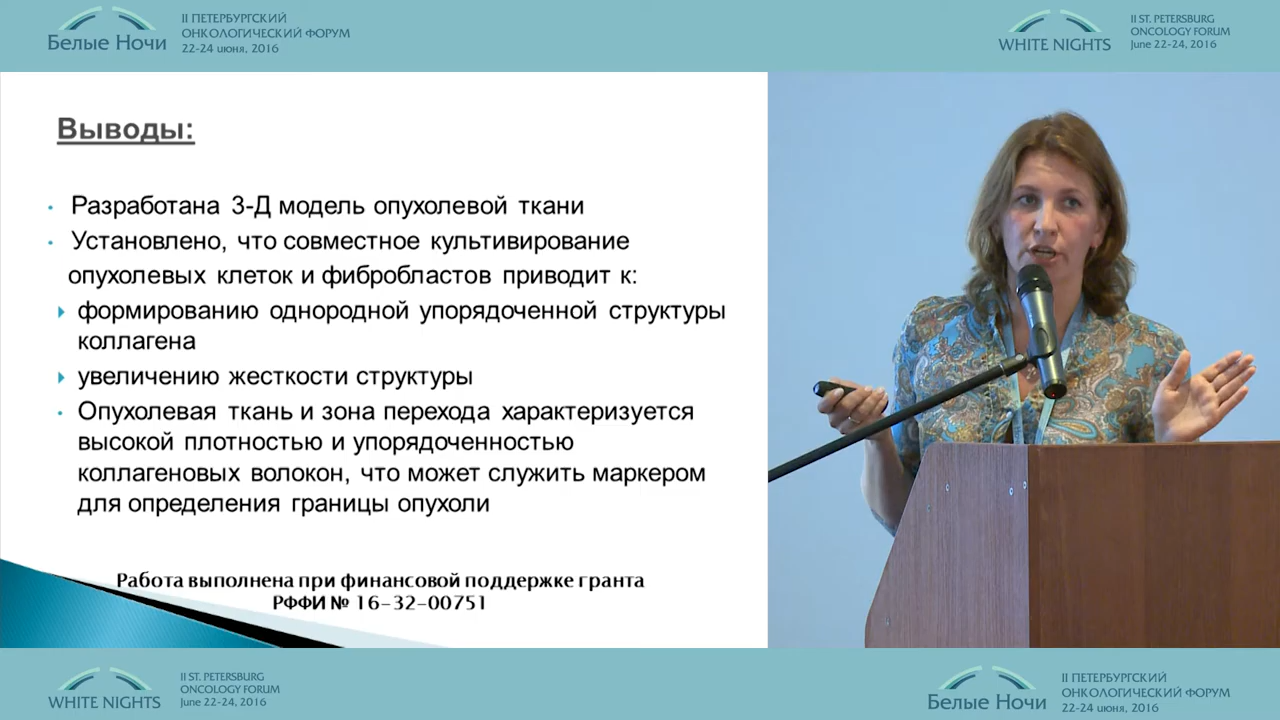 Белые Ночи
II ПЕТЕРБУРГСКИЙ
ОНКОЛОГИЧЕСКИЙ ФОРУМ
22-24 июня, 2016
WHITE NIGHTS
II ST. PETERSBURG
ONCOLOGY FORUM
June 22-24, 2016
Выводы:
• Разработана 3-Д модель опухолевой ткани
• Установлено, что совместное культивирование
опухолевых клеток и фибробластов приводит к:
формированию однородной упорядоченной структуры
коллагена
увеличению жесткости структуры
• Опухолевая ткань и зона перехода характеризуется
высокой плотностью и упорядоченностью
коллагеновых волокон, что может служить маркером
для определения границы опухоли
Работа выполнена при финансовой поддержке гранта
РФФИ № 16-32-00751
WHITE NIGHTS
II ST. PETERSBURG
ONCOLOGY FORUM
June 22-24, 2016
Белые Ночи
II ПЕТЕРБУРГСКИЙ
ОНКОЛОГИЧЕСКИЙ ФОРУМ
22-24 июня, 2016